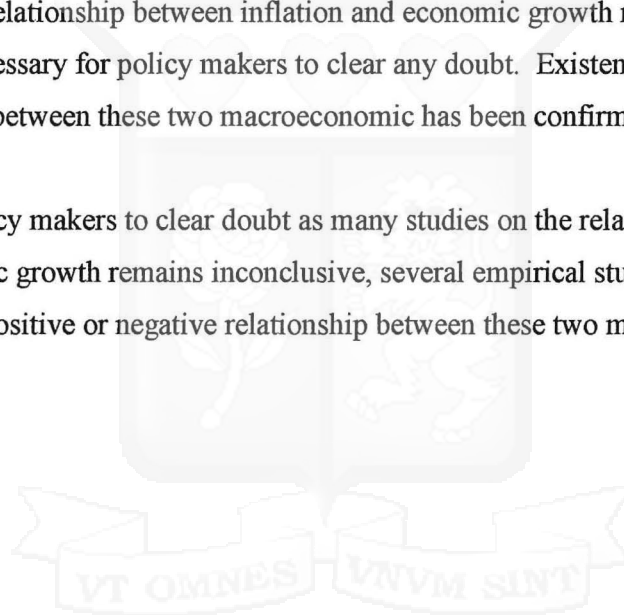 elationship between inflation and economic growth
essary for policy makers to clear any doubt. Existen
between these two macroeconomic has been confirm
cy makers to clear doubt as many studies on the rela
c growth remains inconclusive, several empirical stu
ositive or negative relationship between these two m
VT OMNES VNVM SINT